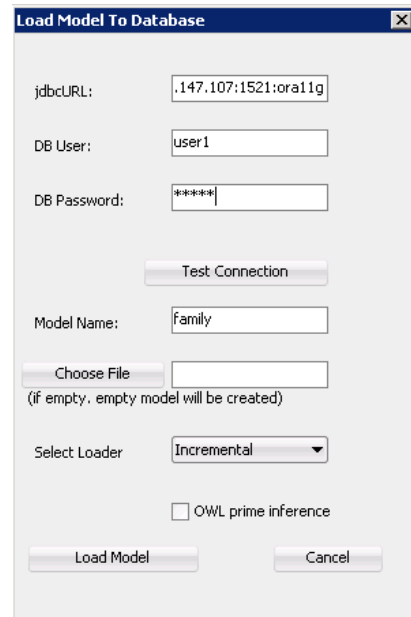 Load Model To Database
jdbcURL: .147.107:1521:ora11g
DB User: user1
DB Password: *****
Test Connection
Model Name: family
Choose File
(if empty. empty model will be created)
Select Loader Incremental
OWL prime inference
Load Model Cancel